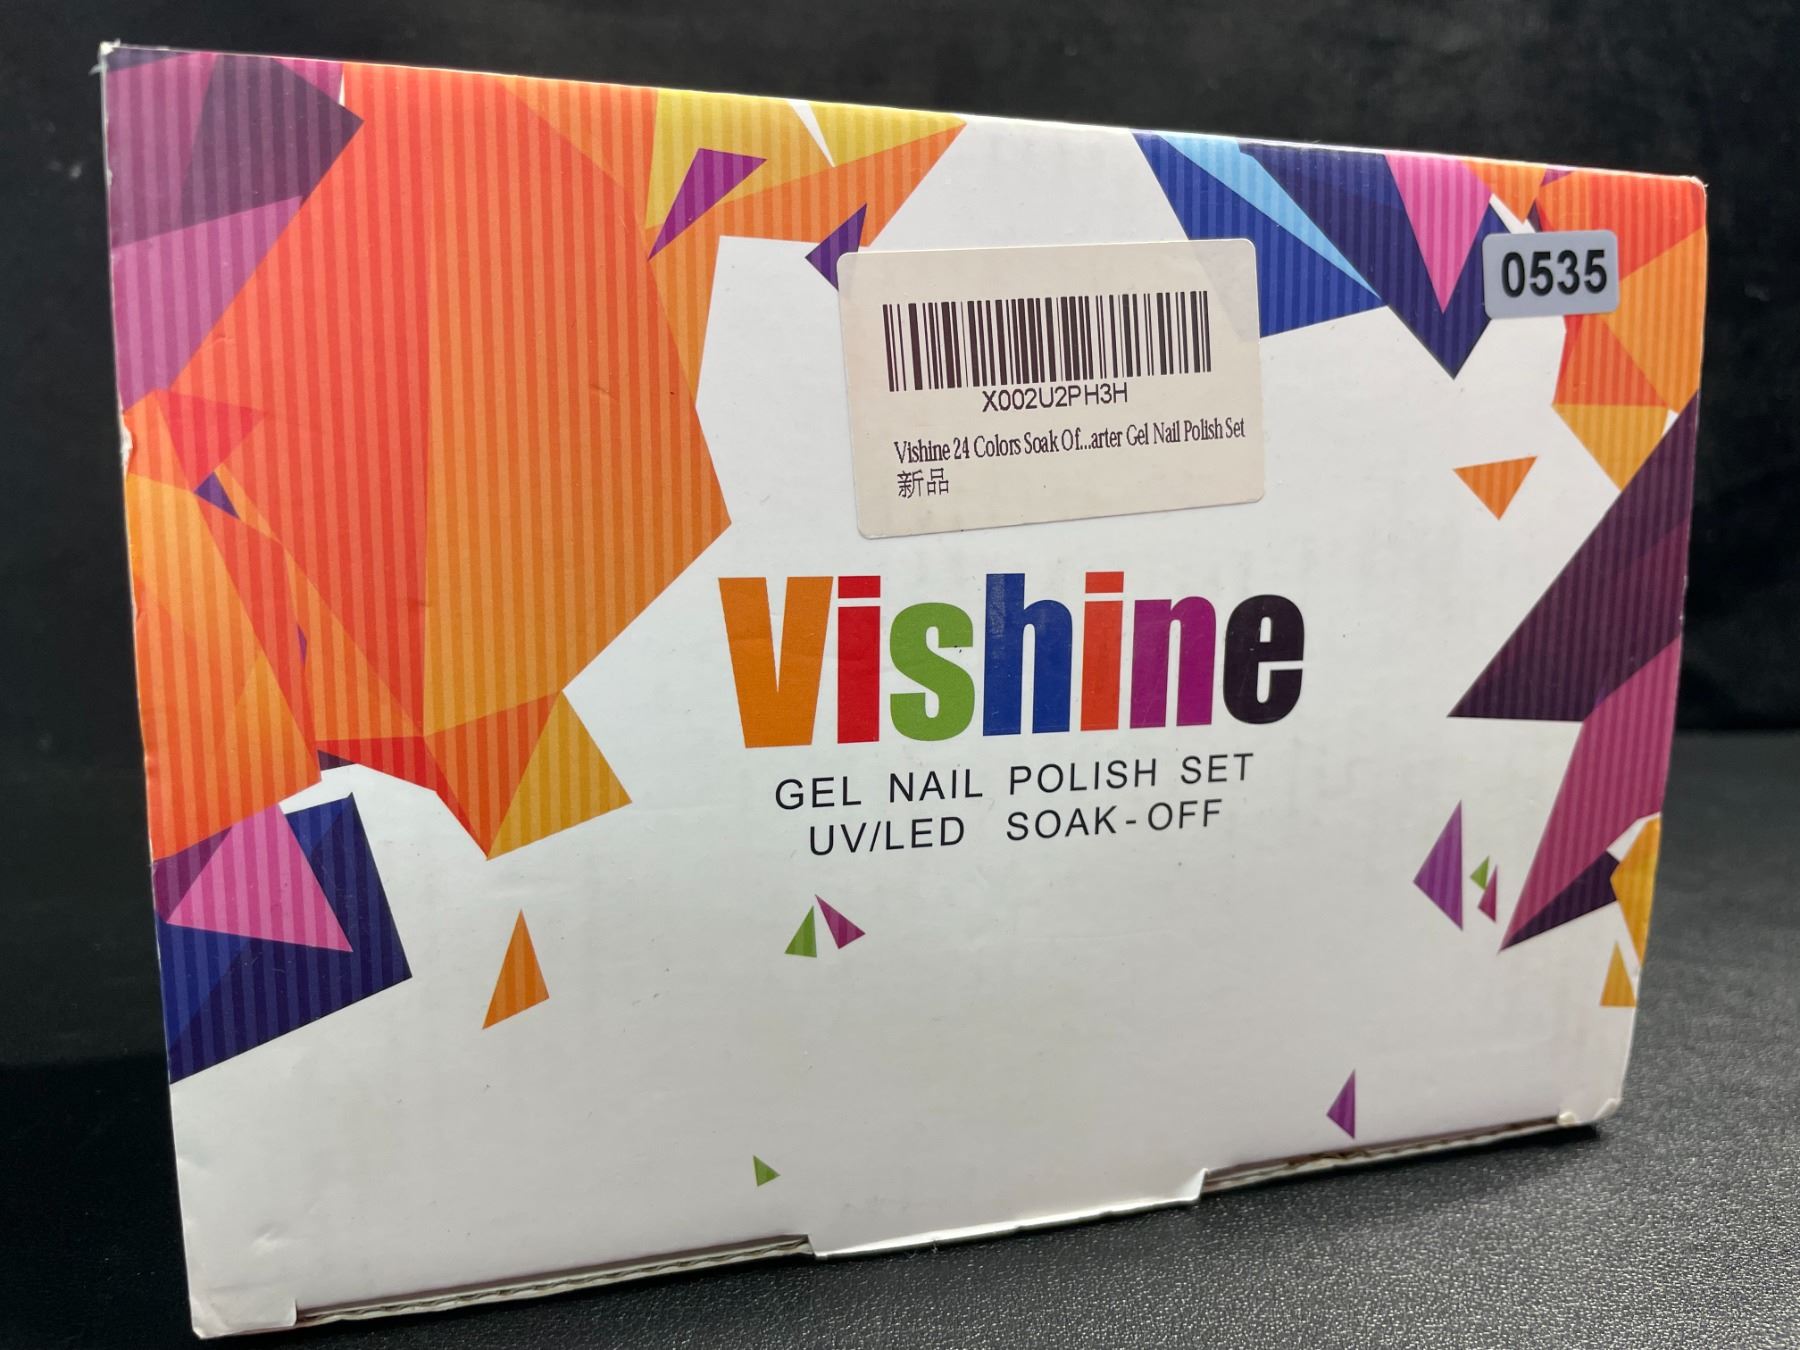 0535
X002U2PH3H
Vishine 24 Colors Soak Of...arter Gel Nail Polish Set
新品
Vishine
GEL NAIL POLISH SET
UV/LED SOAK-OFF